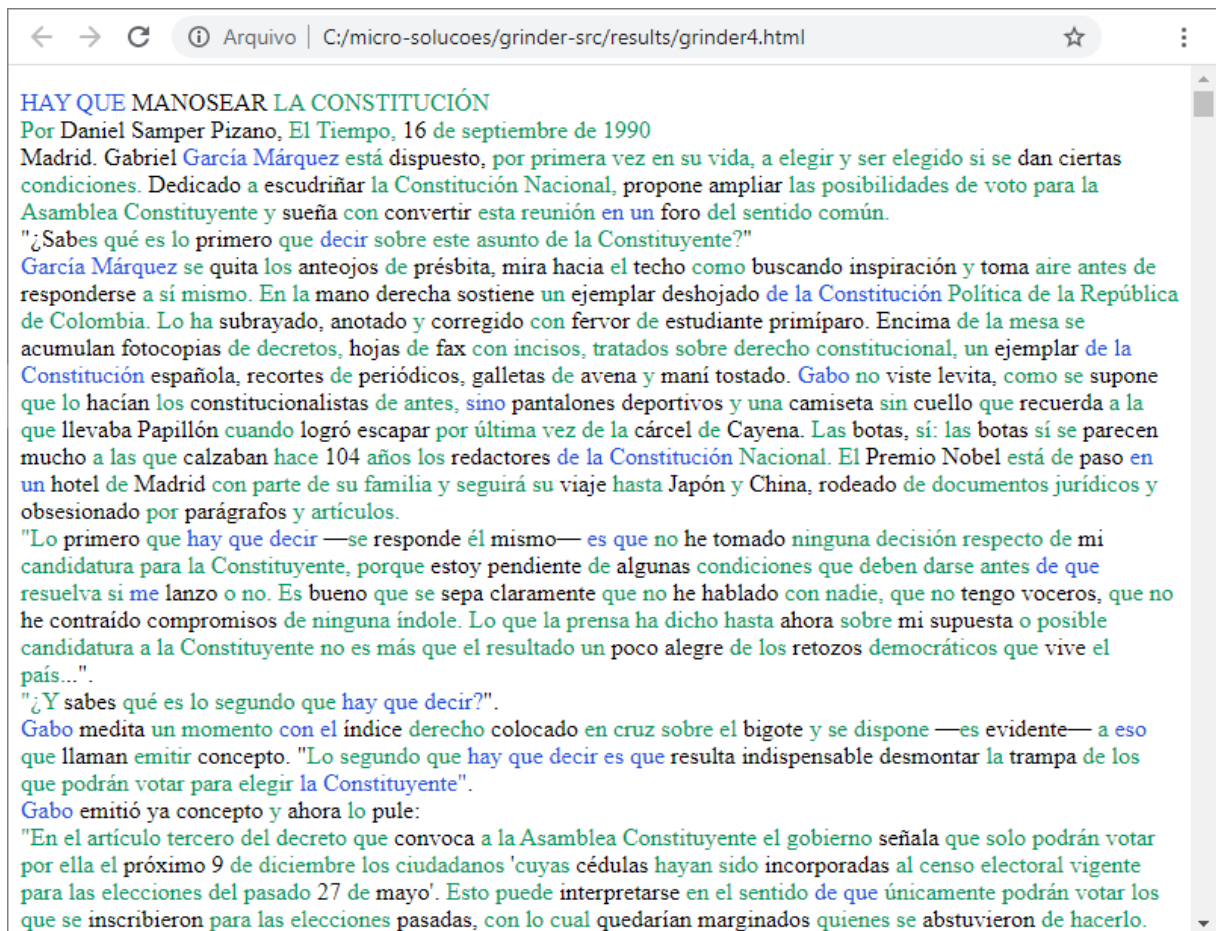 Arquivo | C:/micro-solucoes/grinder-src/results/grinder4.html
HAY QUE MANOSEAR LA CONSTITUCIÓN
Por Daniel Samper Pizano, El Tiempo, 16 de septiembre de 1990
Madrid. Gabriel García Márquez está dispuesto, por primera vez en su vida, a elegir y ser elegido si se dan ciertas
condiciones. Dedicado a escudriñar la Constitución Nacional, propone ampliar las posibilidades de voto para la
Asamblea Constituyente y sueña con convertir esta reunión en un foro del sentido común.
"¿Sabes qué es lo primero que decir sobre este asunto de la Constituyente?"
García Márquez se quita los anteojos de présbita, mira hacia el techo como buscando inspiración y toma aire antes de
responderse a sí mismo. En la mano derecha sostiene un ejemplar deshojado de la Constitución Política de la República
de Colombia. Lo ha subrayado, anotado y corregido con fervor de estudiante primíparo. Encima de la mesa se
acumulan fotocopias de decretos, hojas de fax con incisos, tratados sobre derecho constitucional, un ejemplar de la
Constitución española, recortes de periódicos, galletas de avena y maní tostado. Gabo no viste levita, como se supone
que lo hacían los constitucionalistas de antes, sino pantalones deportivos y una camiseta sin cuello que recuerda a la
que llevaba Papillón cuando logró escapar por última vez de la cárcel de Cayena. Las botas, sí: las botas sí se parecen
mucho a las que calzaban hace 104 años los redactores de la Constitución Nacional. El Premio Nobel está de paso en
un hotel de Madrid con parte de su familia y seguirá su viaje hasta Japón y China, rodeado de documentos jurídicos y
obsesionado por parágrafos y artículos.
"Lo primero que hay que decir —se responde él mismo— es que no he tomado ninguna decisión respecto de mi
candidatura para la Constituyente, porque estoy pendiente de algunas condiciones que deben darse antes de que
resuelva si me lanzo o no. Es bueno que se sepa claramente que no he hablado con nadie, que no tengo voceros, que no
he contraído compromisos de ninguna índole. Lo que la prensa ha dicho hasta ahora sobre mi supuesta o posible
candidatura a la Constituyente no es más que el resultado un poco alegre de los retozos democráticos que vive el
país...".
"¿Y sabes qué es lo segundo que hay que decir?".
Gabo medita un momento con el índice derecho colocado en cruz sobre el bigote y se dispone —es evidente— a eso
que llaman emitir concepto. "Lo segundo que hay que decir es que resulta indispensable desmontar la trampa de los
que podrán votar para elegir la Constituyente".
Gabo emitió ya concepto y ahora lo pule:
"En el artículo tercero del decreto que convoca a la Asamblea Constituyente el gobierno señala que solo podrán votar
por ella el próximo 9 de diciembre los ciudadanos 'cuyas cédulas hayan sido incorporadas al censo electoral vigente
para las elecciones del pasado 27 de mayo'. Esto puede interpretarse en el sentido de que únicamente podrán votar los
que se inscribieron para las elecciones pasadas, con lo cual quedarían marginados quienes se abstuvieron de hacerlo.